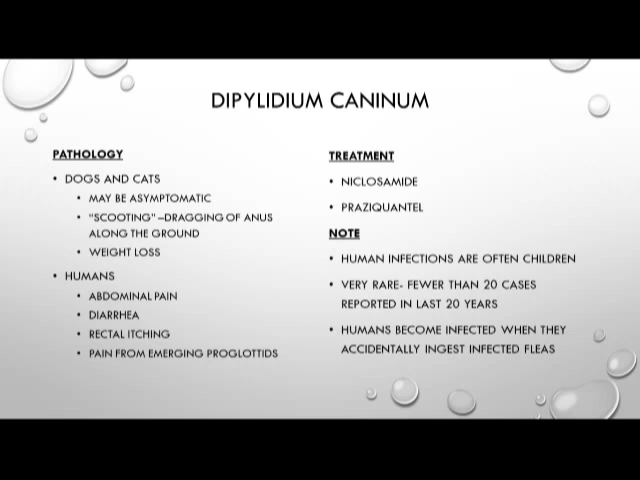 DIPYLIDIUM CANINUM
PATHOLOGY
• DOGS AND CATS
• MAY BE ASYMPTOMATIC
• "SCOOTING" –DRAGGING OF ANUS
ALONG THE GROUND
• WEIGHT LOSS
• HUMANS
• ABDOMINAL PAIN
• DIARRHEA
• RECTAL ITCHING
• PAIN FROM EMERGING PROGLOTTIDS
TREATMENT
• NICLOSAMIDE
• PRAZIQUANTEL
NOTE
• HUMAN INFECTIONS ARE OFTEN CHILDREN
• VERY RARE- FEWER THAN 20 CASES
REPORTED IN LAST 20 YEARS
• HUMANS BECOME INFECTED WHEN THEY
ACCIDENTALLY INGEST INFECTED FLEAS